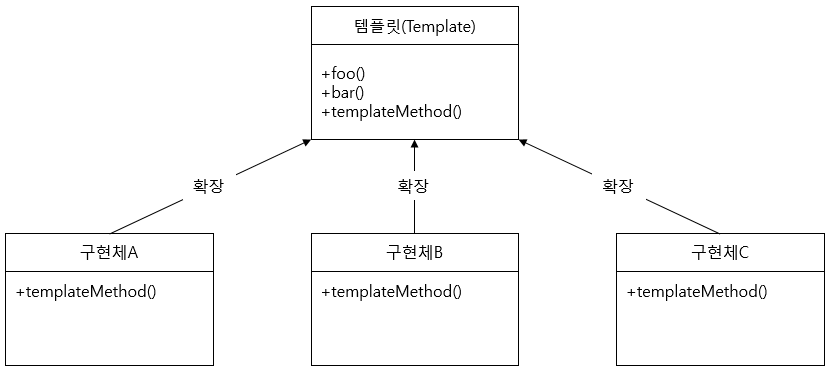 템플릿(Template)
+foo()
+bar()
+templateMethod()
확장
확장
확장
구현체A
+templateMethod()
구현체B
+templateMethod()
구현체C
+templateMethod()